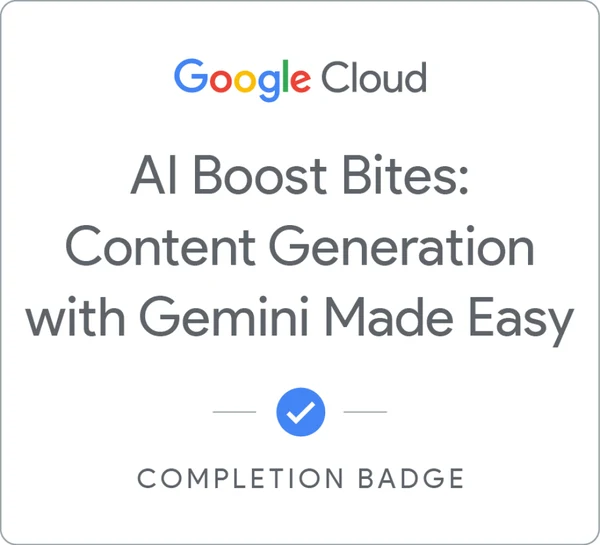 Google Cloud
AI Boost Bites:
Content Generation
with Gemini Made Easy
COMPLETION BADGE